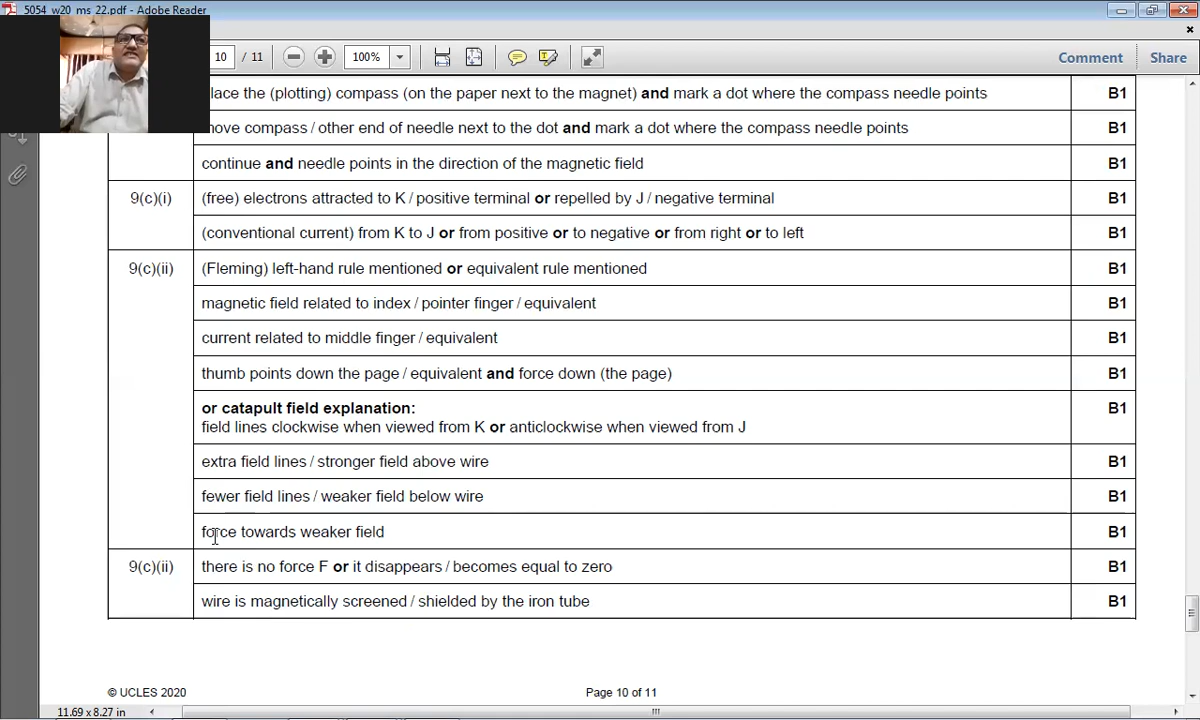 5054_w20_ms_22.pdf - Adobe Reader
10 / 11 100% Comment Share
lace the (plotting) compass (on the paper next to the magnet) and mark a dot where the compass needle points B1
move compass / other end of needle next to the dot and mark a dot where the compass needle points B1
continue and needle points in the direction of the magnetic field B1
9(c)(i) (free) electrons attracted to K / positive terminal or repelled by J / negative terminal B1
(conventional current) from K to J or from positive or to negative or from right or to left B1
9(c)(ii) (Fleming) left-hand rule mentioned or equivalent rule mentioned B1
magnetic field related to index / pointer finger / equivalent B1
current related to middle finger / equivalent B1
thumb points down the page / equivalent and force down (the page) B1
or catapult field explanation: B1
field lines clockwise when viewed from K or anticlockwise when viewed from J
extra field lines / stronger field above wire B1
fewer field lines / weaker field below wire B1
force towards weaker field B1
9(c)(ii) there is no force F or it disappears / becomes equal to zero B1
wire is magnetically screened / shielded by the iron tube B1
© UCLES 2020 Page 10 of 11
11.69 x 8.27 in